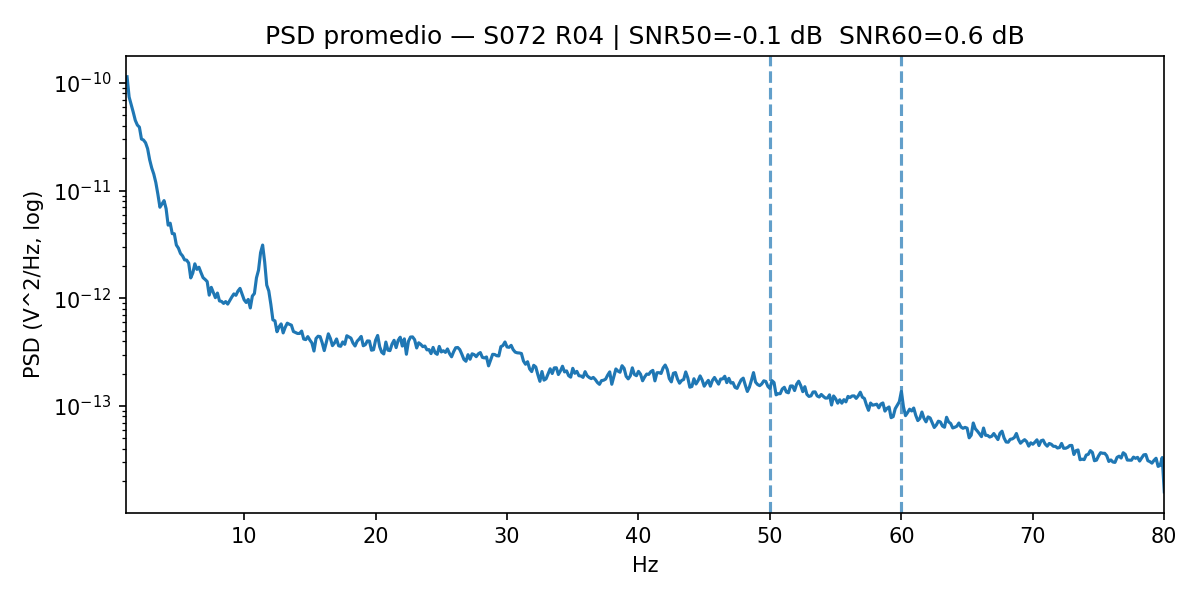 PSD promedio — S072 R04 | SNR50=-0.1 dB  SNR60=0.6 dB
PSD (V^2/Hz, log)
10⁻¹⁰
10⁻¹¹
10⁻¹²
10⁻¹³
10 20 30 40 50 60 70 80
Hz